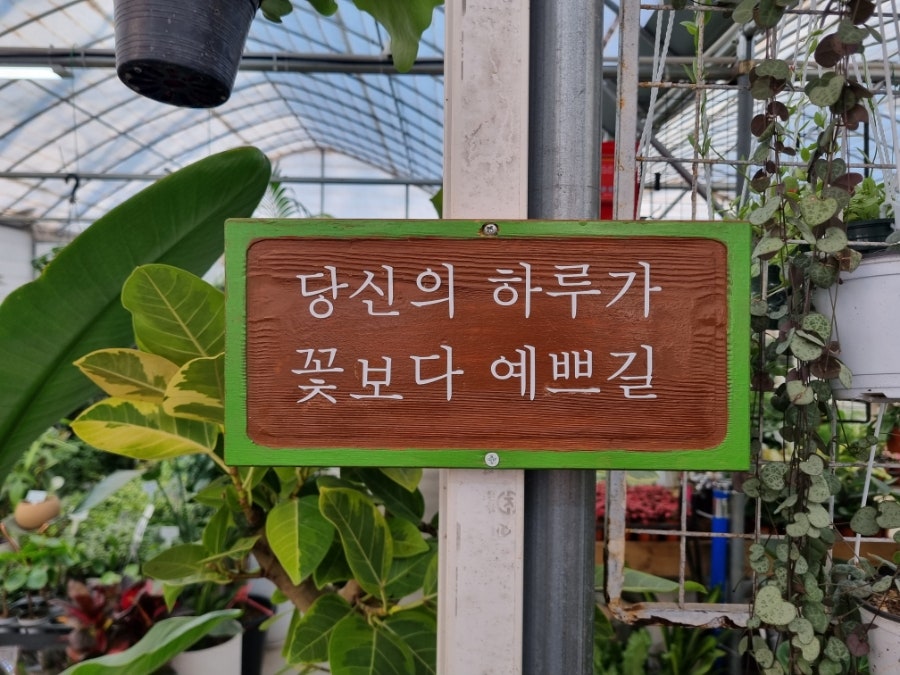 당신의 하루가
꽃보다 예쁘길